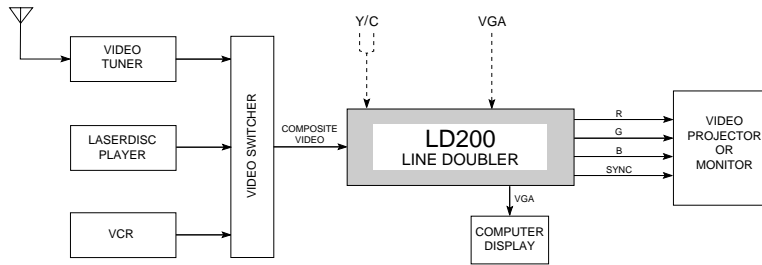 Y/C
VGA
VIDEO
TUNER
LASERDISC
PLAYER
VCR
VIDEO SWITCHER
COMPOSITE
VIDEO
LD200
LINE DOUBLER
R
G
B
SYNC
VIDEO
PROJECTOR
OR
MONITOR
VGA
COMPUTER
DISPLAY